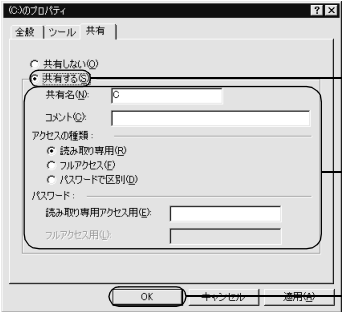 (C:)のプロパティ
全般 ツール 共有
共有しない(O)
共有する(S)
共有名(N): C
コメント(C):
アクセスの種類:
読み取り専用(R)
フルアクセス(F)
パスワードで区別(D)
パスワード:
読み取り専用アクセス用(E):
フルアクセス用(L):
OK キャンセル 適用(A)